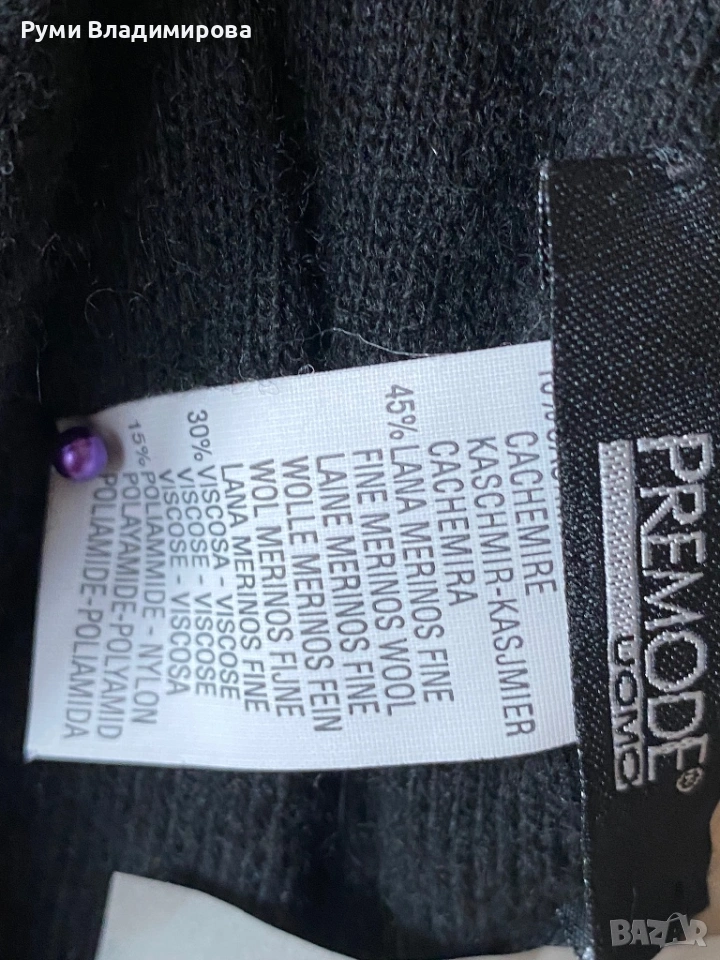 Руми Владимирова
PREMODE®
UOMO
CACHEMIRE
KASCHMIR-KASJMIER
CACHEMIRA
45% LANA MERINOS FINE
FINE MERINOS WOOL
LAINE MERINOS FINE
WOLLE MERINOS FEIN
WOL MERINOS FIJNE
LANA MERINOS FINE
30% VISCOSA - VISCOSE
VISCOSE - VISCOSE
VISCOSE - VISCOSA
15% POLIAMMIDE - NYLON
POLAYAMIDE-POLYAMID
POLIAMIDE-POLIAMIDA
BAZAR